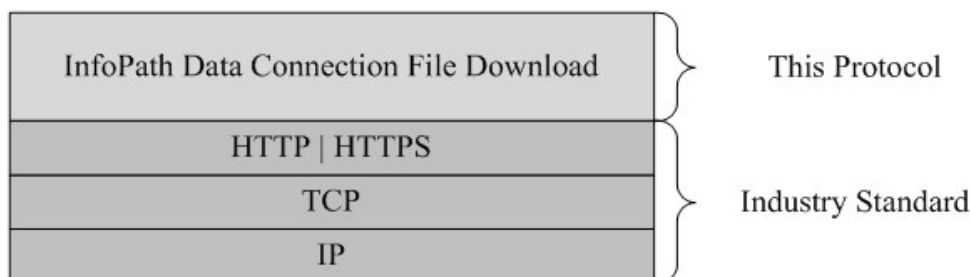 InfoPath Data Connection File Download
This Protocol
HTTP | HTTPS
TCP
Industry Standard
IP